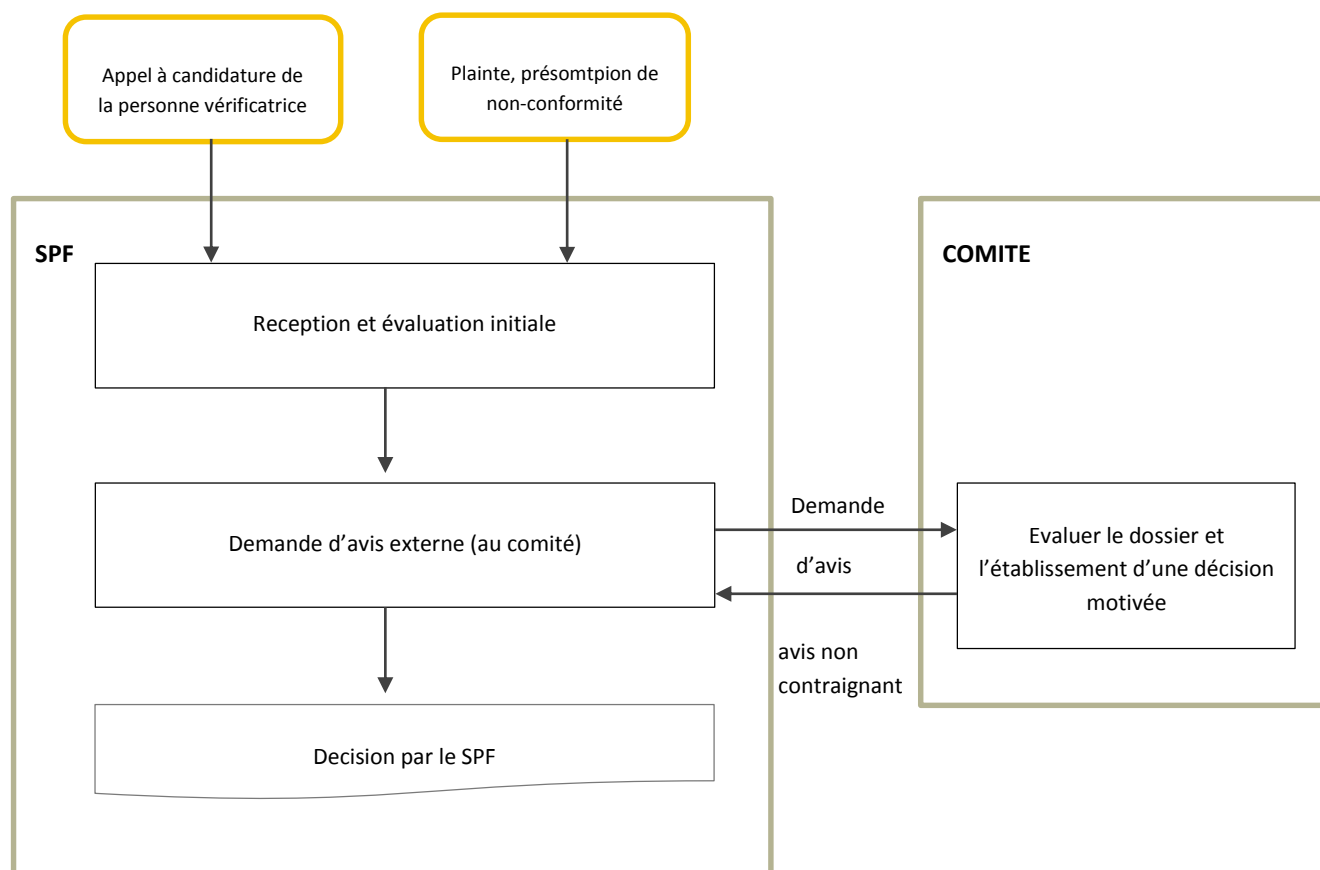 Appel à candidature de
la personne vérificatrice
Plainte, présomtpion de
non-conformité
SPF
COMITE
Reception et évaluation initiale
Demande d’avis externe (au comité)
Demande
d’avis
avis non
contraignant
Evaluer le dossier et
l’établissement d’une décision
motivée
Decision par le SPF